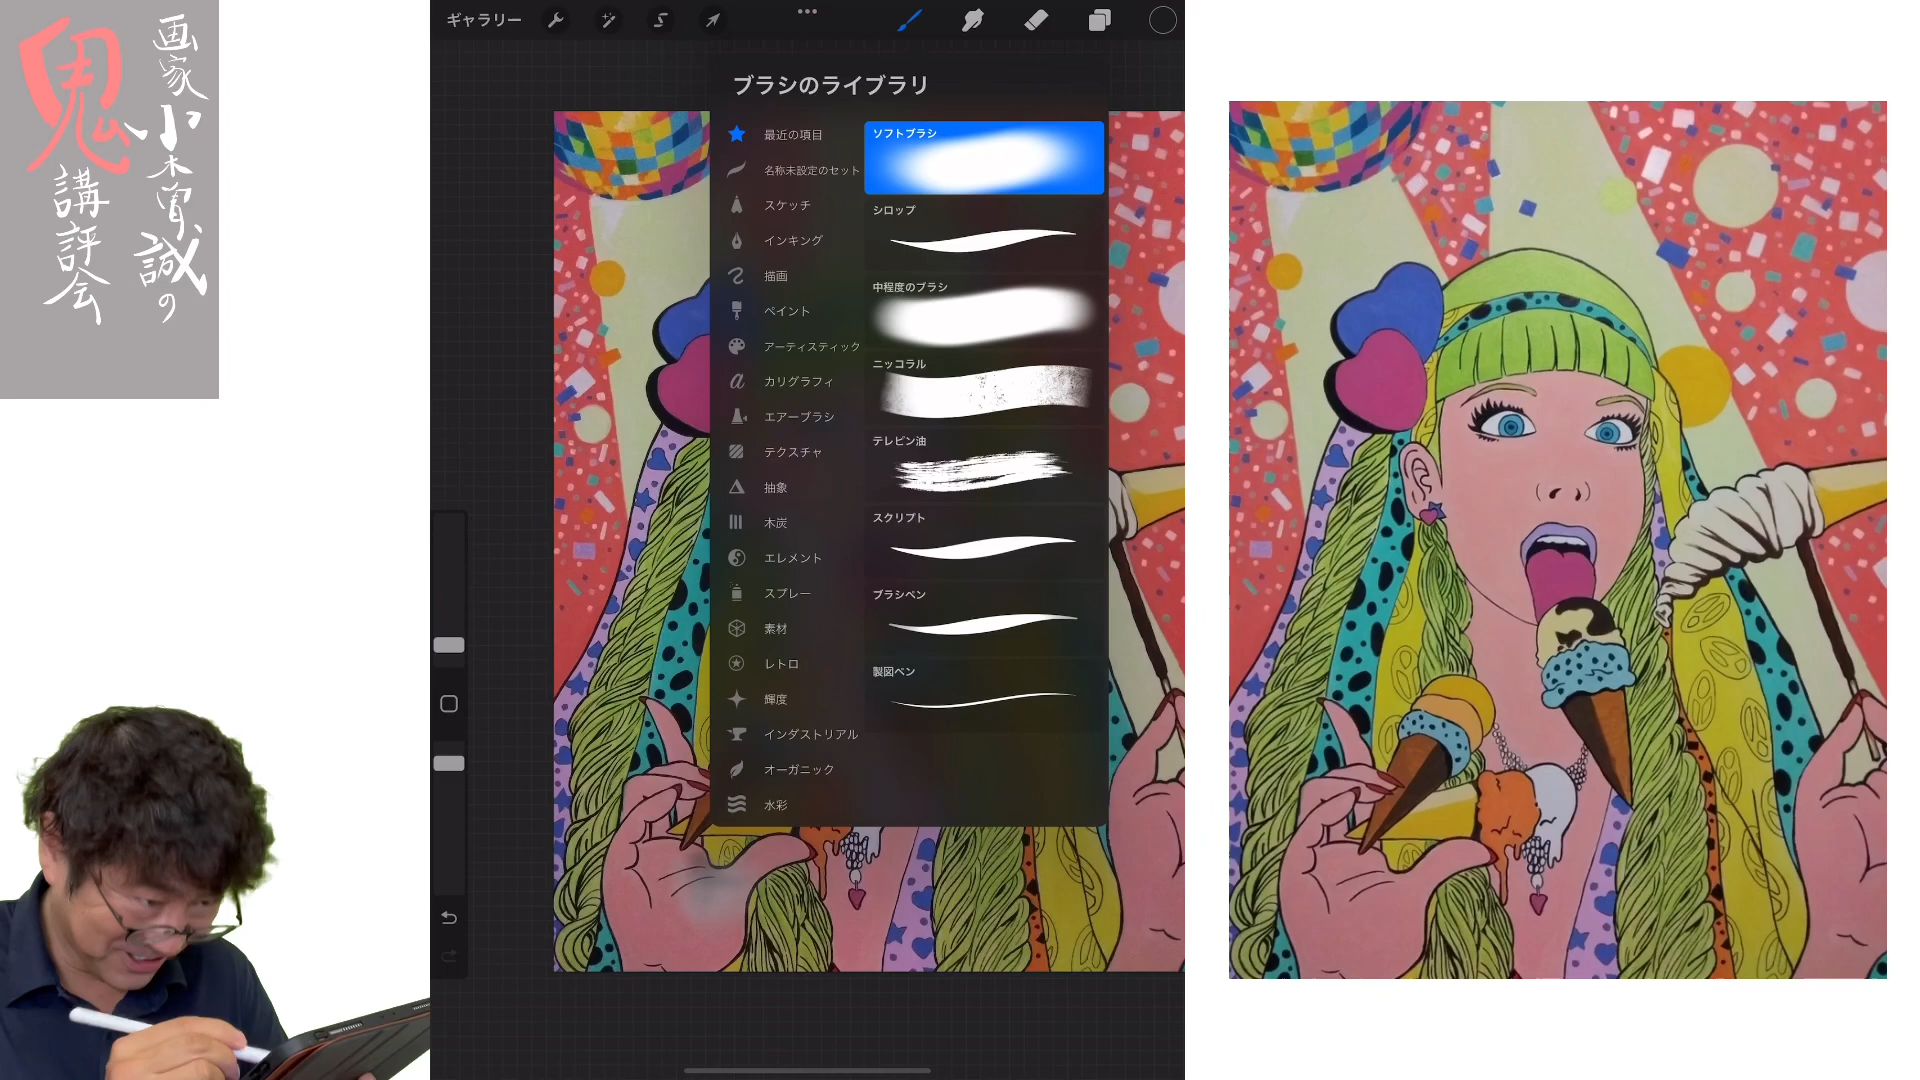 画家小木曽誠の
鬼講評会
ギャラリー
ブラシのライブラリ
最近の項目
名称未設定のセット
スケッチ
インキング
描画
ペイント
アーティスティック
カリグラフィ
エアーブラシ
テクスチャ
抽象
木炭
エレメント
スプレー
素材
レトロ
輝度
インダストリアル
オーガニック
水彩
ソフトブラシ
シロップ
中程度のブラシ
ニッコラル
テレピン油
スクリプト
ブラシペン
製図ペン